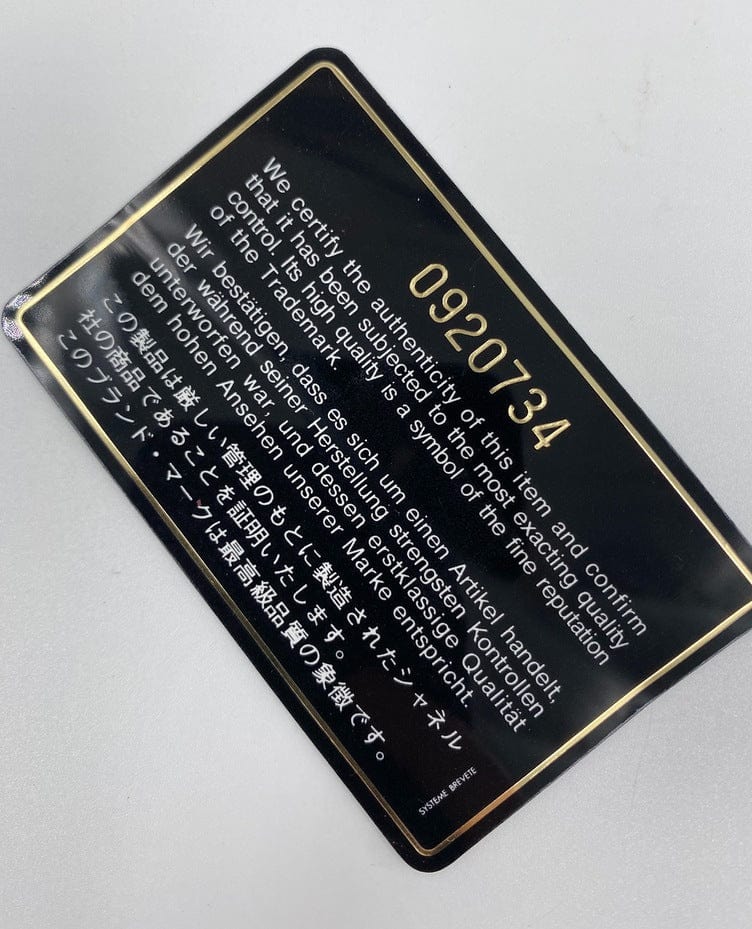 0920734
We certify the authenticity of this item and confirm
that it has been subjected to the most exacting quality
control. Its high quality is a symbol of the fine reputation
of the Trademark.
Wir bestätigen, dass es sich um einen Artikel handelt,
der während seiner Herstellung strengsten Kontrollen
unterworfen war, und dessen erstklassige Qualität
dem hohen Ansehen unserer Marke entspricht.
この製品は厳しい管理のもとに製造されたシャネル
社の商品であることを証明いたします。
このブランド・マークは最高級品質の象徴です。
SYSTEME BREVETE